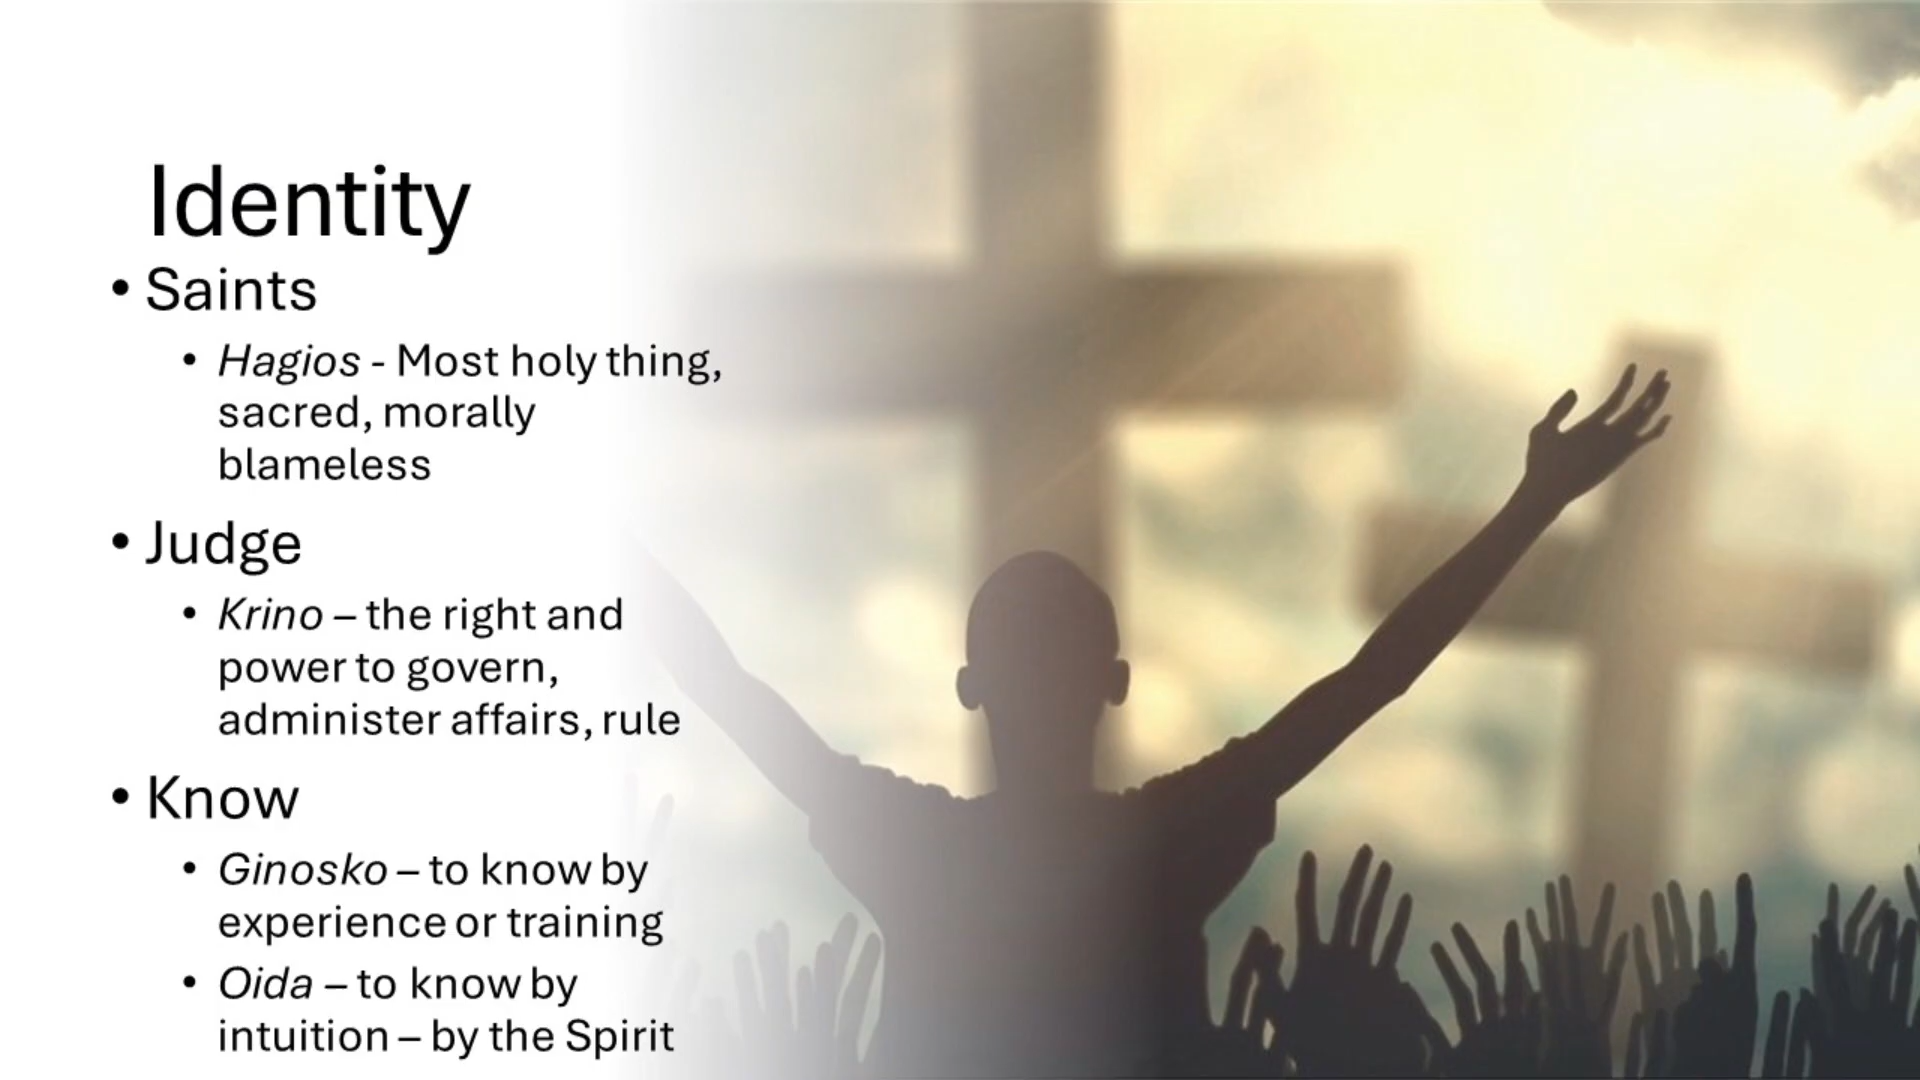 Identity
• Saints
• Hagios - Most holy thing,
sacred, morally
blameless
• Judge
• Krino – the right and
power to govern,
administer affairs, rule
• Know
• Ginosko – to know by
experience or training
• Oida – to know by
intuition – by the Spirit